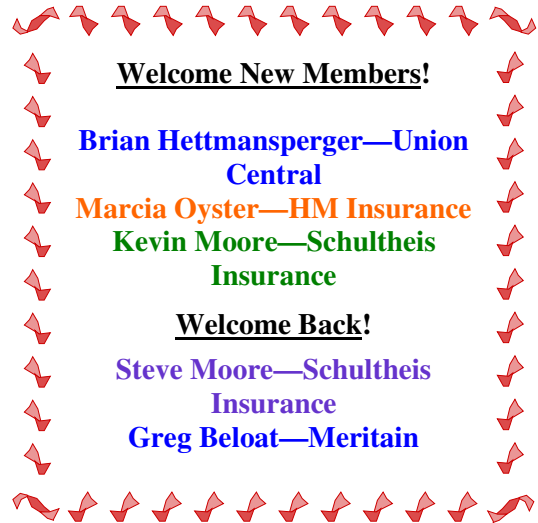 Welcome New Members!
Brian Hettmansperger—Union
Central
Marcia Oyster—HM Insurance
Kevin Moore—Schultheis
Insurance
Welcome Back!
Steve Moore—Schultheis
Insurance
Greg Beloat—Meritain